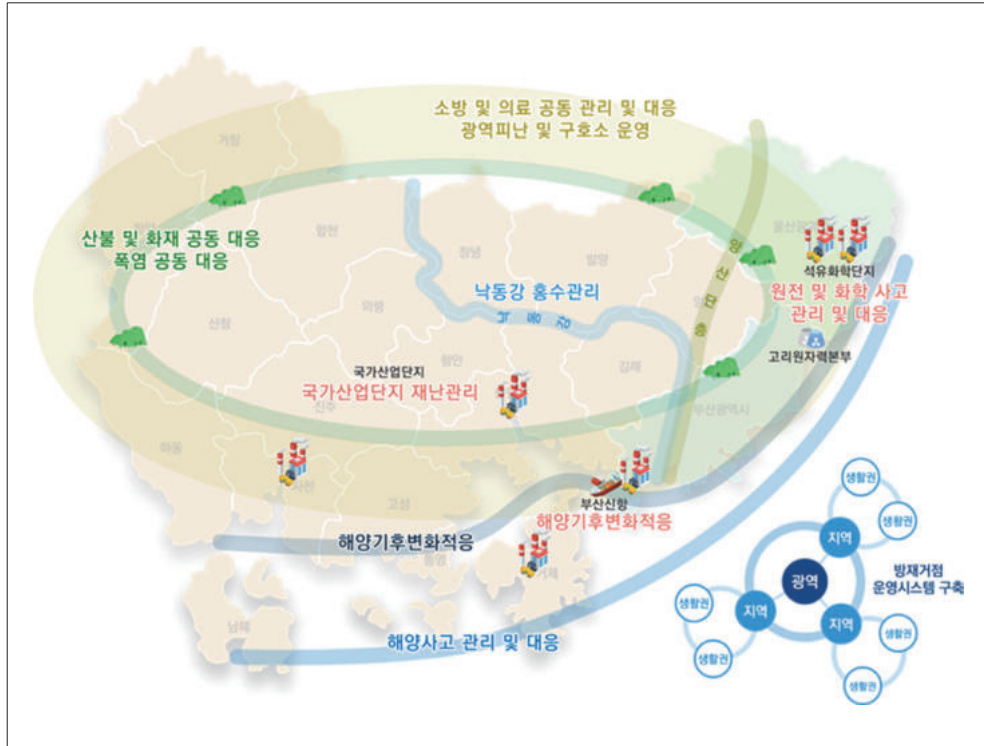 소방 및 의료 공동 관리 및 대응
광역피난 및 구호소 운영
거창
산불 및 화재 공동 대응
폭염 공동 대응
합천
창녕
밀양
울산광
양산단층
석유화학단지
원전 및 화학 사고
관리 및 대응
고리원자력본부
낙동강 홍수관리
낙동강
산청
의령
함안
김해
양
국가산업단지
국가산업단지 재난관리
진주
부산광역시
하동
사천
고성
부산신항
해양기후변화적응
해양기후변화적응
통영
거제
남해
해양사고 관리 및 대응
생활권
생활권
지역
광역
방재거점
운영시스템 구축
생활권
지역
지역
생활권
생활권
생활권